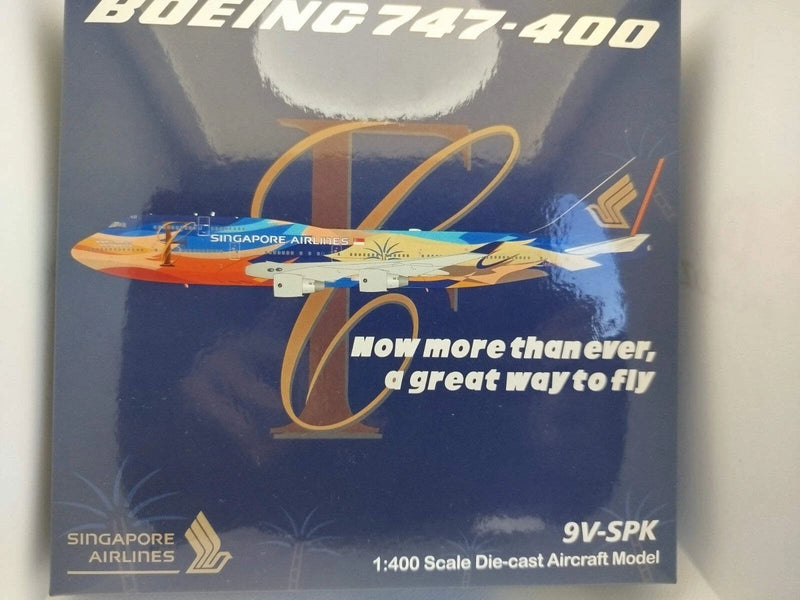 BOEING 747-400
SINGAPORE AIRLINES
Now more than ever,
a great way to fly
SINGAPORE
AIRLINES
9V-SPK
1:400 Scale Die-cast Aircraft Model